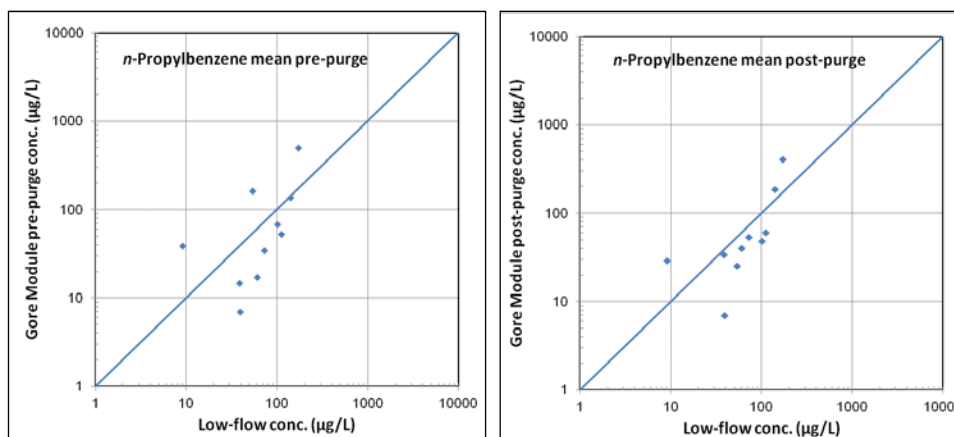 n-Propylbenzene mean pre-purge
Gore Module pre-purge conc. (µg/L)
10000
1000
100
10
1
1 10 100 1000 10000
Low-flow conc. (µg/L)
n-Propylbenzene mean post-purge
Gore Module post-purge conc. (µg/L)
10000
1000
100
10
1
1 10 100 1000 10000
Low-flow conc. (µg/L)